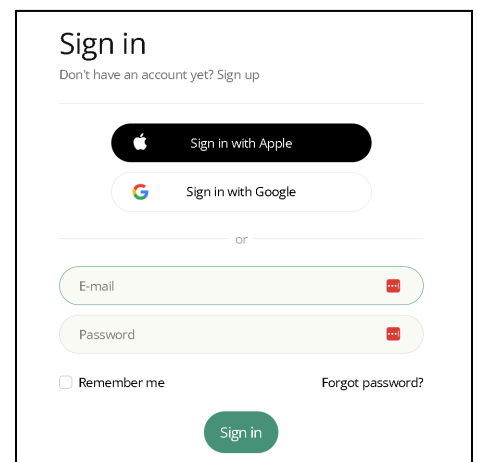 Sign in
Don't have an account yet? Sign up
Sign in with Apple
Sign in with Google
or
E-mail
Password
Remember me Forgot password?
Sign in